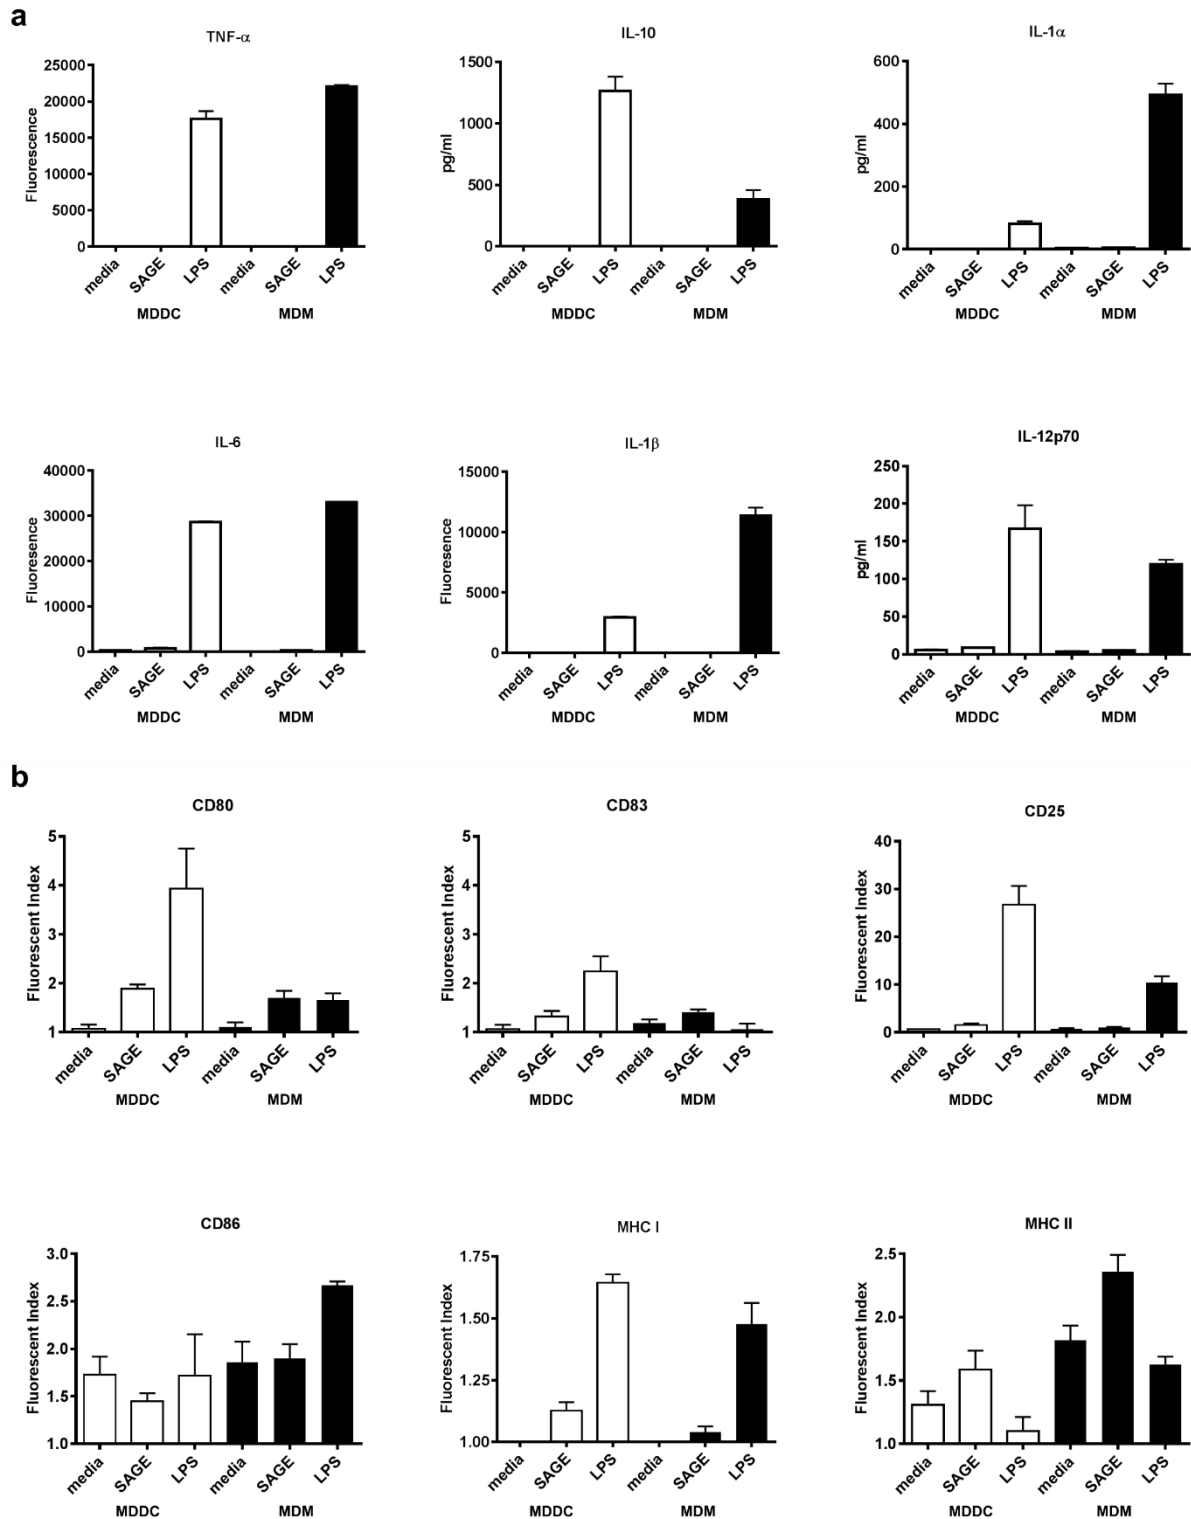 a
TNF-α
Fluorescence
25000
20000
15000
10000
5000
0
media
SAGE
LPS
media
SAGE
LPS
MDDC
MDM
IL-10
pg/ml
1500
1000
500
0
media
SAGE
LPS
media
SAGE
LPS
MDDC
MDM
IL-1α
pg/ml
600
400
200
0
media
SAGE
LPS
media
SAGE
LPS
MDDC
MDM
IL-6
Fluoresence
40000
30000
20000
10000
0
media
SAGE
LPS
media
SAGE
LPS
MDDC
MDM
IL-1β
Fluoresence
15000
10000
5000
0
media
SAGE
LPS
media
SAGE
LPS
MDDC
MDM
IL-12p70
pg/ml
250
200
150
100
50
0
media
SAGE
LPS
media
SAGE
LPS
MDDC
MDM
b
CD80
Fluorescent Index
5
4
3
2
1
media
SAGE
LPS
media
SAGE
LPS
MDDC
MDM
CD83
Fluorescent Index
5
4
3
2
1
media
SAGE
LPS
media
SAGE
LPS
MDDC
MDM
CD25
Fluorescent Index
40
30
20
10
0
media
SAGE
LPS
media
SAGE
LPS
MDDC
MDM
CD86
Fluorescent Index
3.0
2.5
2.0
1.5
1.0
media
SAGE
LPS
media
SAGE
LPS
MDDC
MDM
MHC I
Fluorescent Index
1.75
1.50
1.25
1.00
media
SAGE
LPS
media
SAGE
LPS
MDDC
MDM
MHC II
Fluorescent Index
2.5
2.0
1.5
1.0
media
SAGE
LPS
media
SAGE
LPS
MDDC
MDM